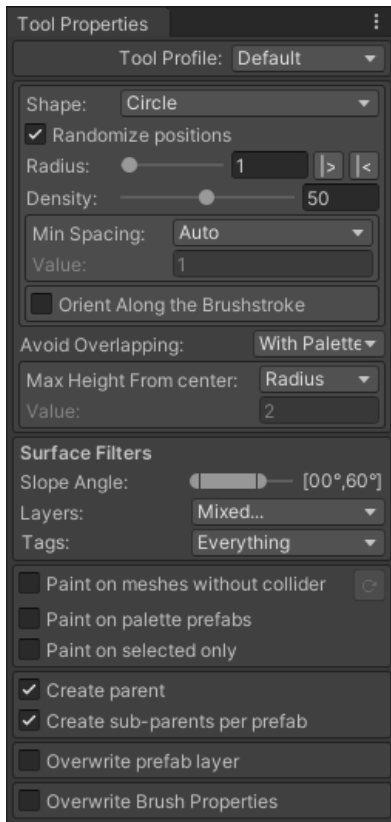 Tool Properties
Tool Profile: Default
Shape: Circle
Randomize positions
Radius: 1 |> |<
Density: 50
Min Spacing: Auto
Value: 1
Orient Along the Brushstroke
Avoid Overlapping: With Palette
Max Height From center: Radius
Value: 2
Surface Filters
Slope Angle: [00°,60°]
Layers: Mixed...
Tags: Everything
Paint on meshes without collider
Paint on palette prefabs
Paint on selected only
Create parent
Create sub-parents per prefab
Overwrite prefab layer
Overwrite Brush Properties